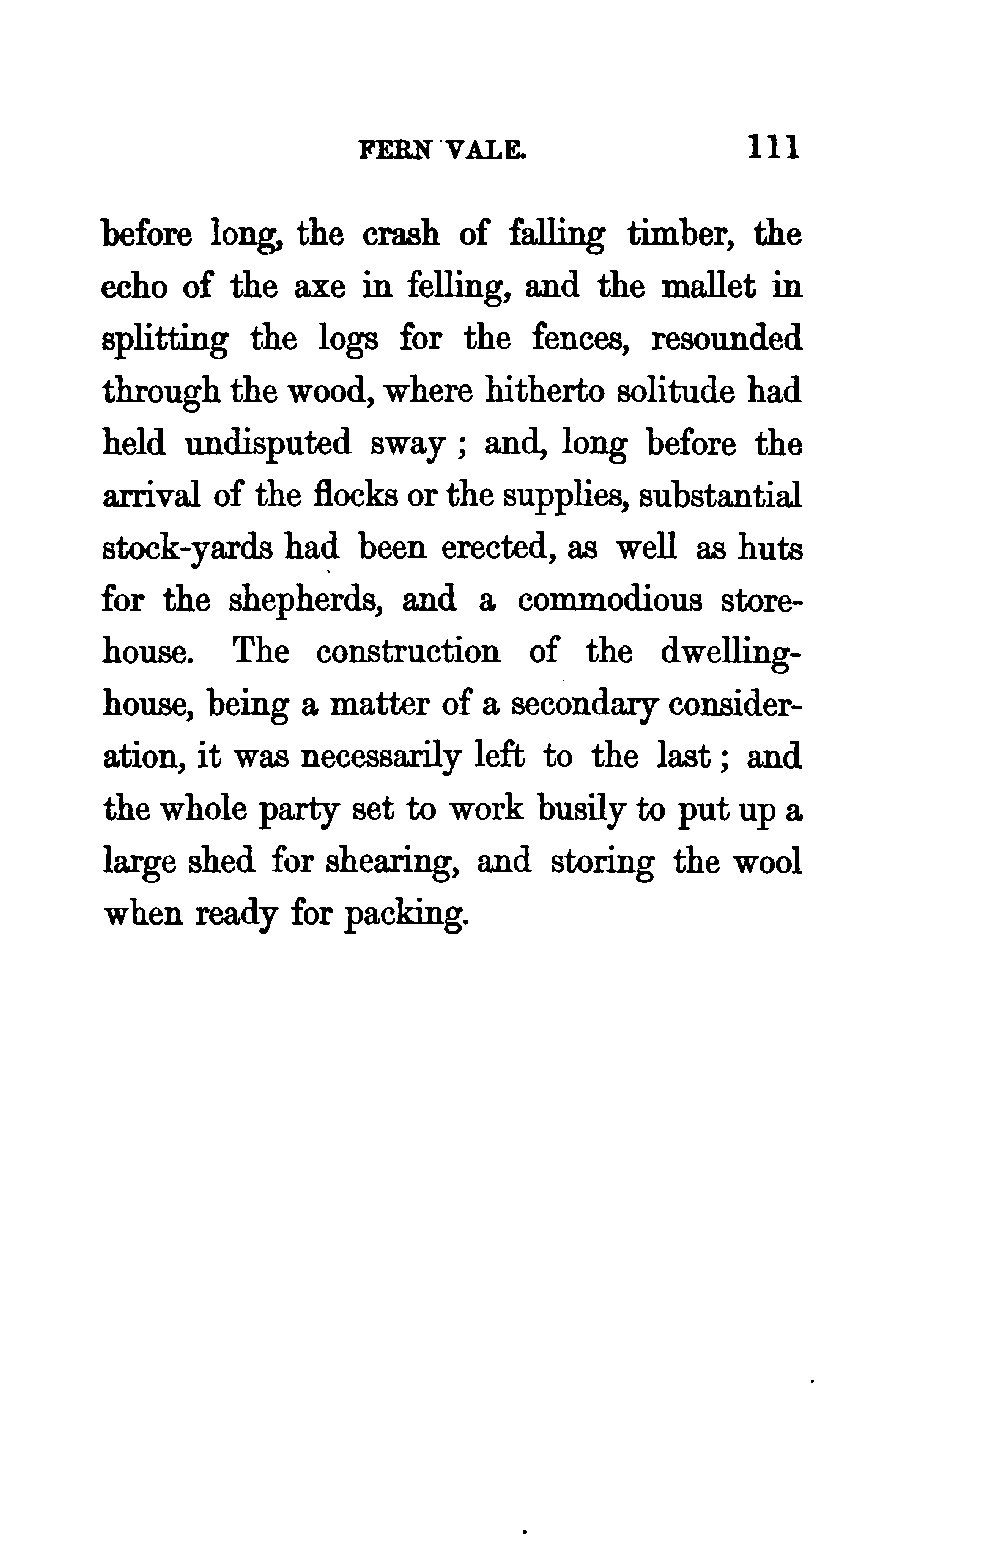 FERN VALE. 111
before long, the crash of falling timber, the
echo of the axe in felling, and the mallet in
splitting the logs for the fences, resounded
through the wood, where hitherto solitude had
held undisputed sway ; and, long before the
arrival of the flocks or the supplies, substantial
stock-yards had been erected, as well as huts
for the shepherds, and a commodious store-
house. The construction of the dwelling-
house, being a matter of a secondary consider-
ation, it was necessarily left to the last ; and
the whole party set to work busily to put up a
large shed for shearing, and storing the wool
when ready for packing.